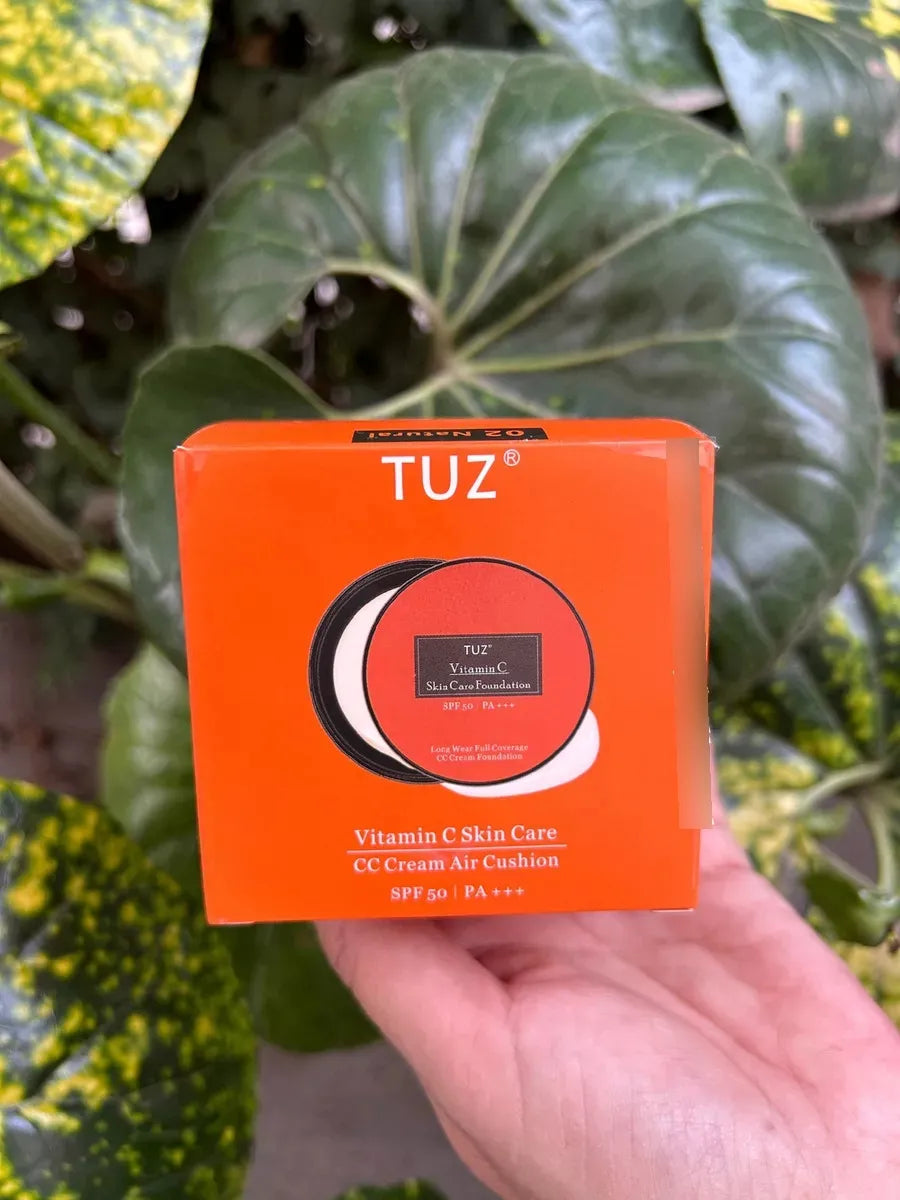 02 Natural
TUZ®
TUZ®
Vitamin C
Skin Care Foundation
SPF 50 | PA +++
Long Wear Full Coverage
CC Cream Foundation
Vitamin C Skin Care
CC Cream Air Cushion
SPF 50 | PA +++